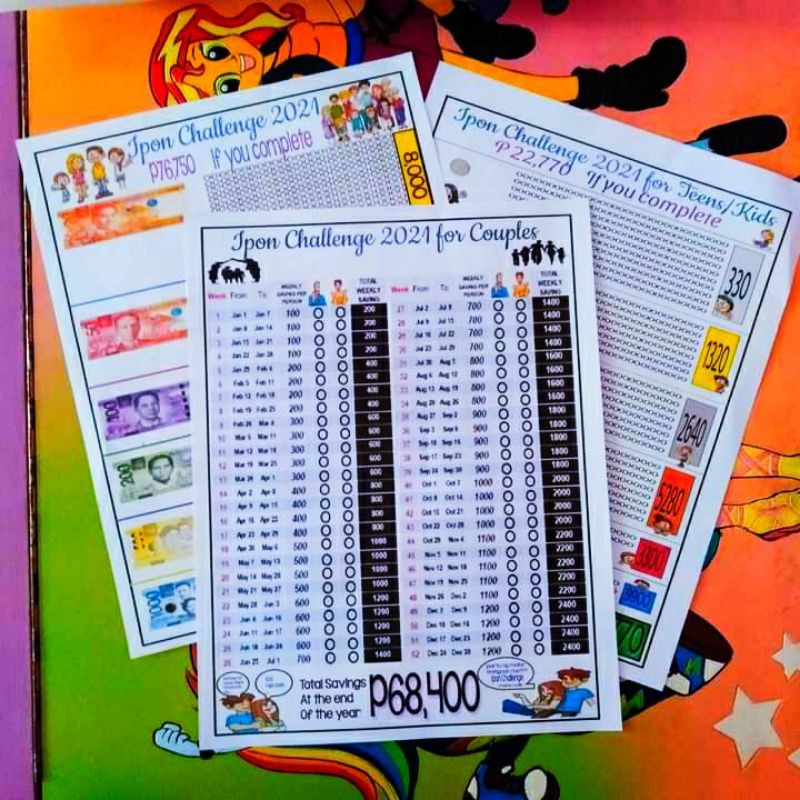 Ipon Challenge 2021
₱76,750 If you complete
8,000
Ipon Challenge 2021 for Teens/Kids
₱22,770 If you complete
330
1320
2640
5280
3300
Ipon Challenge 2021 for Couples
Week From To WEEKLY SAVING PER PERSON TOTAL WEEKLY SAVING
1 Jan 1 Jan 7 100 200
2 Jan 8 Jan 14 100 200
3 Jan 15 Jan 21 100 200
4 Jan 22 Jan 28 100 200
5 Jan 29 Feb 4 200 400
6 Feb 5 Feb 11 200 400
7 Feb 12 Feb 18 200 400
8 Feb 19 Feb 25 200 400
9 Feb 26 Mar 4 300 600
10 Mar 5 Mar 11 300 600
11 Mar 12 Mar 18 300 600
12 Mar 19 Mar 25 300 600
13 Mar 26 Apr 1 300 600
14 Apr 2 Apr 8 400 800
15 Apr 9 Apr 15 400 800
16 Apr 16 Apr 22 400 800
17 Apr 23 Apr 29 400 800
18 Apr 30 May 6 500 1000
19 May 7 May 13 500 1000
20 May 14 May 20 500 1000
21 May 21 May 27 500 1000
22 May 28 Jun 3 600 1200
23 Jun 4 Jun 10 600 1200
24 Jun 11 Jun 17 600 1200
25 Jun 18 Jun 24 600 1200
26 Jun 25 Jul 1 700 1400
Week From To WEEKLY SAVING PER PERSON TOTAL WEEKLY SAVING
27 Jul 2 Jul 8 700 1400
28 Jul 9 Jul 15 700 1400
29 Jul 16 Jul 22 700 1400
30 Jul 23 Jul 29 700 1400
31 Jul 30 Aug 5 800 1600
32 Aug 6 Aug 12 800 1600
33 Aug 13 Aug 19 800 1600
34 Aug 20 Aug 26 800 1600
35 Aug 27 Sep 2 900 1800
36 Sep 3 Sep 9 900 1800
37 Sep 10 Sep 16 900 1800
38 Sep 17 Sep 23 900 1800
39 Sep 24 Sep 30 900 1800
40 Oct 1 Oct 7 1000 2000
41 Oct 8 Oct 14 1000 2000
42 Oct 15 Oct 21 1000 2000
43 Oct 22 Oct 28 1000 2000
44 Oct 29 Nov 4 1100 2200
45 Nov 5 Nov 11 1100 2200
46 Nov 12 Nov 18 1100 2200
47 Nov 19 Nov 25 1100 2200
48 Nov 26 Dec 2 1100 2200
49 Dec 3 Dec 9 1200 2400
50 Dec 10 Dec 16 1200 2400
51 Dec 17 Dec 23 1200 2400
52 Dec 24 Dec 30 1200 2400
Total Savings
At the end
Of the year
₱68,400
100
200
1000